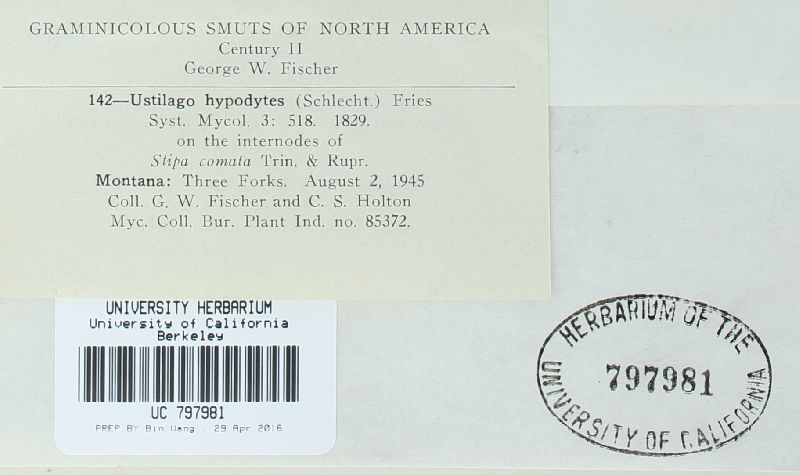 GRAMINICOLOUS SMUTS OF NORTH AMERICA
Century II
George W. Fischer
142—Ustilago hypodytes (Schlecht.) Fries
Syst. Mycol. 3: 518. 1829.
on the internodes of
Stipa comata Trin. & Rupr.
Montana: Three Forks. August 2, 1945
Coll. G. W. Fischer and C. S. Holton
Myc. Coll. Bur. Plant Ind. no. 85372.
UNIVERSITY HERBARIUM
University of California
Berkeley
UC 797981
PREP BY Bin Wang , 29 Apr 2016
HERBARIUM OF THE
797981
UNIVERSITY OF CALIFORNIA